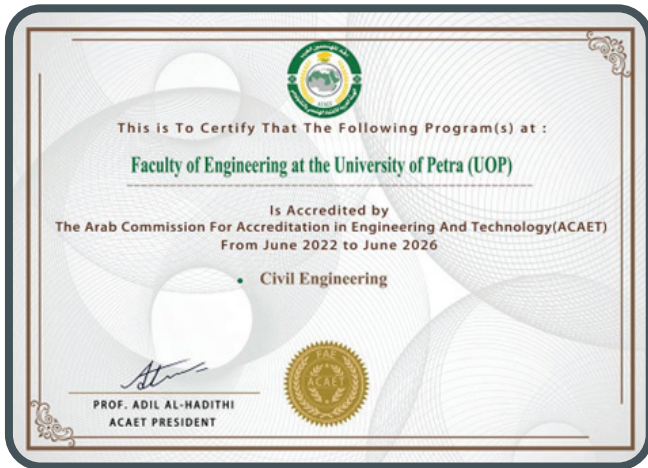 ACAET
This is To Certify That The Following Program(s) at :
Faculty of Engineering at the University of Petra (UOP)
Is Accredited by
The Arab Commission For Accreditation in Engineering And Technology(ACAET)
From June 2022 to June 2026
• Civil Engineering
PROF. ADIL AL-HADITHI
ACAET PRESIDENT
FAE
ACAET